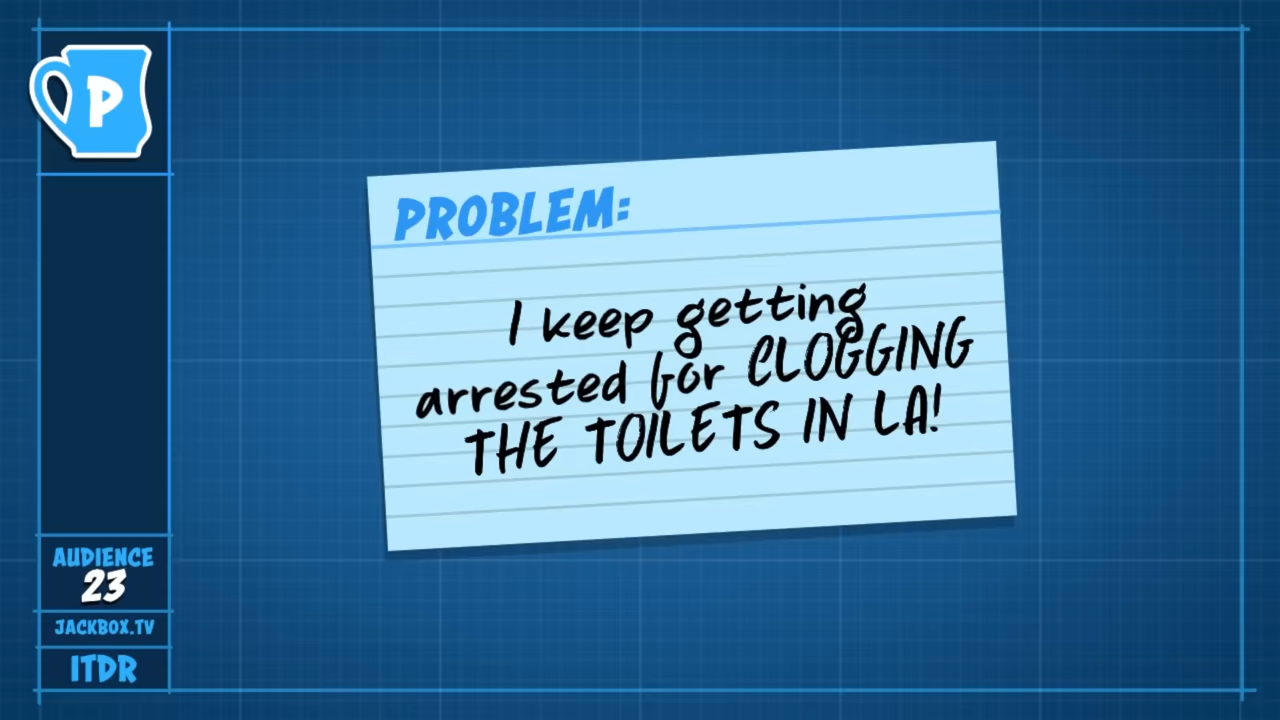 P
PROBLEM:
I keep getting
arrested for CLOGGING
THE TOILETS IN LA!
AUDIENCE
23
JACKBOX.TV
ITDR